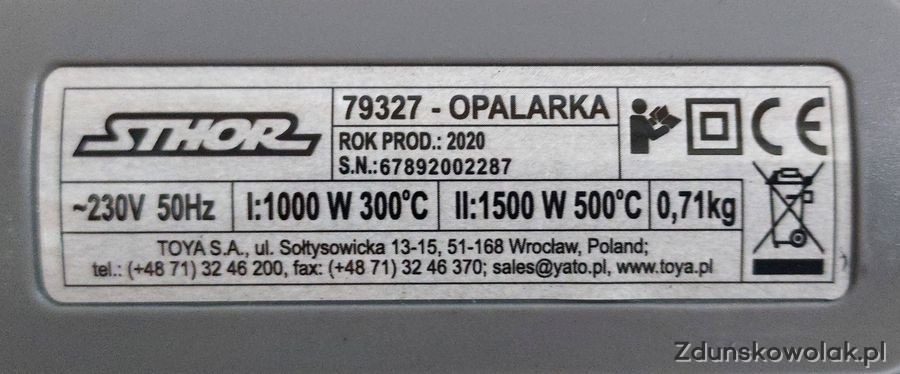 STHOR
79327 - OPALARKA
ROK PROD.: 2020
S.N.:67892002287
CE
~230V 50Hz
I:1000 W 300°C
II:1500 W 500°C
0,71kg
TOYA S.A., ul. Sołtysowicka 13-15, 51-168 Wrocław, Poland;
tel.: (+48 71) 32 46 200, fax: (+48 71) 32 46 370; sales@yato.pl, www.toya.pl
Zdunskowolak.pl